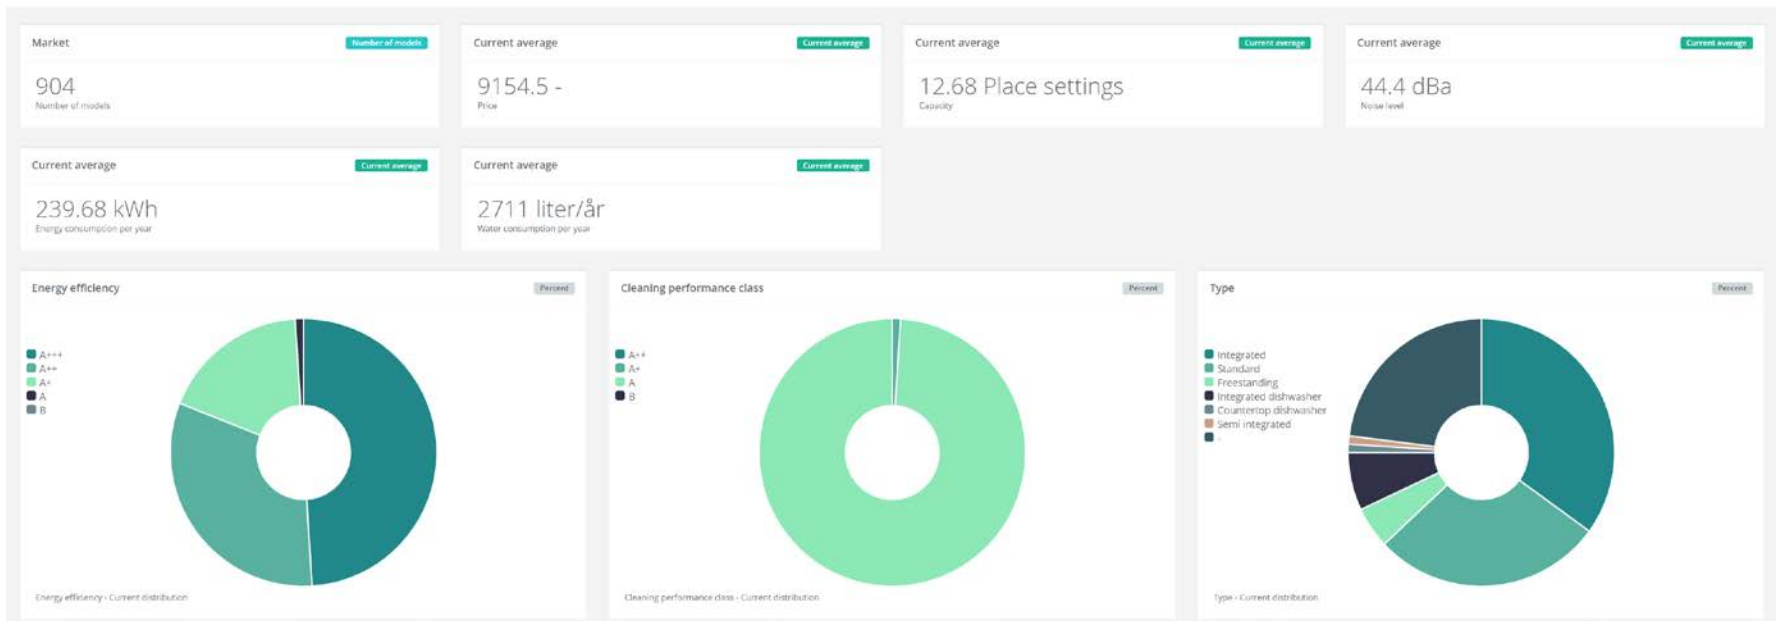 Market
Number of models
904
Number of models
Current average
Current average
9154.5 -
Price
Current average
Current average
12.68 Place settings
Capacity
Current average
Current average
44.4 dBa
Noise level
Current average
Current average
239.68 kWh
Energy consumption per year
Current average
Current average
2711 liter/år
Water consumption per year
Energy efficiency
Percent
A+++
A++
A+
A
B
Energy efficiency - Current distribution
Cleaning performance class
Percent
A++
A+
A
B
Cleaning performance class - Current distribution
Type
Percent
Integrated
Standard
Freestanding
Integrated dishwasher
Countertop dishwasher
Semi integrated
-
Type - Current distribution